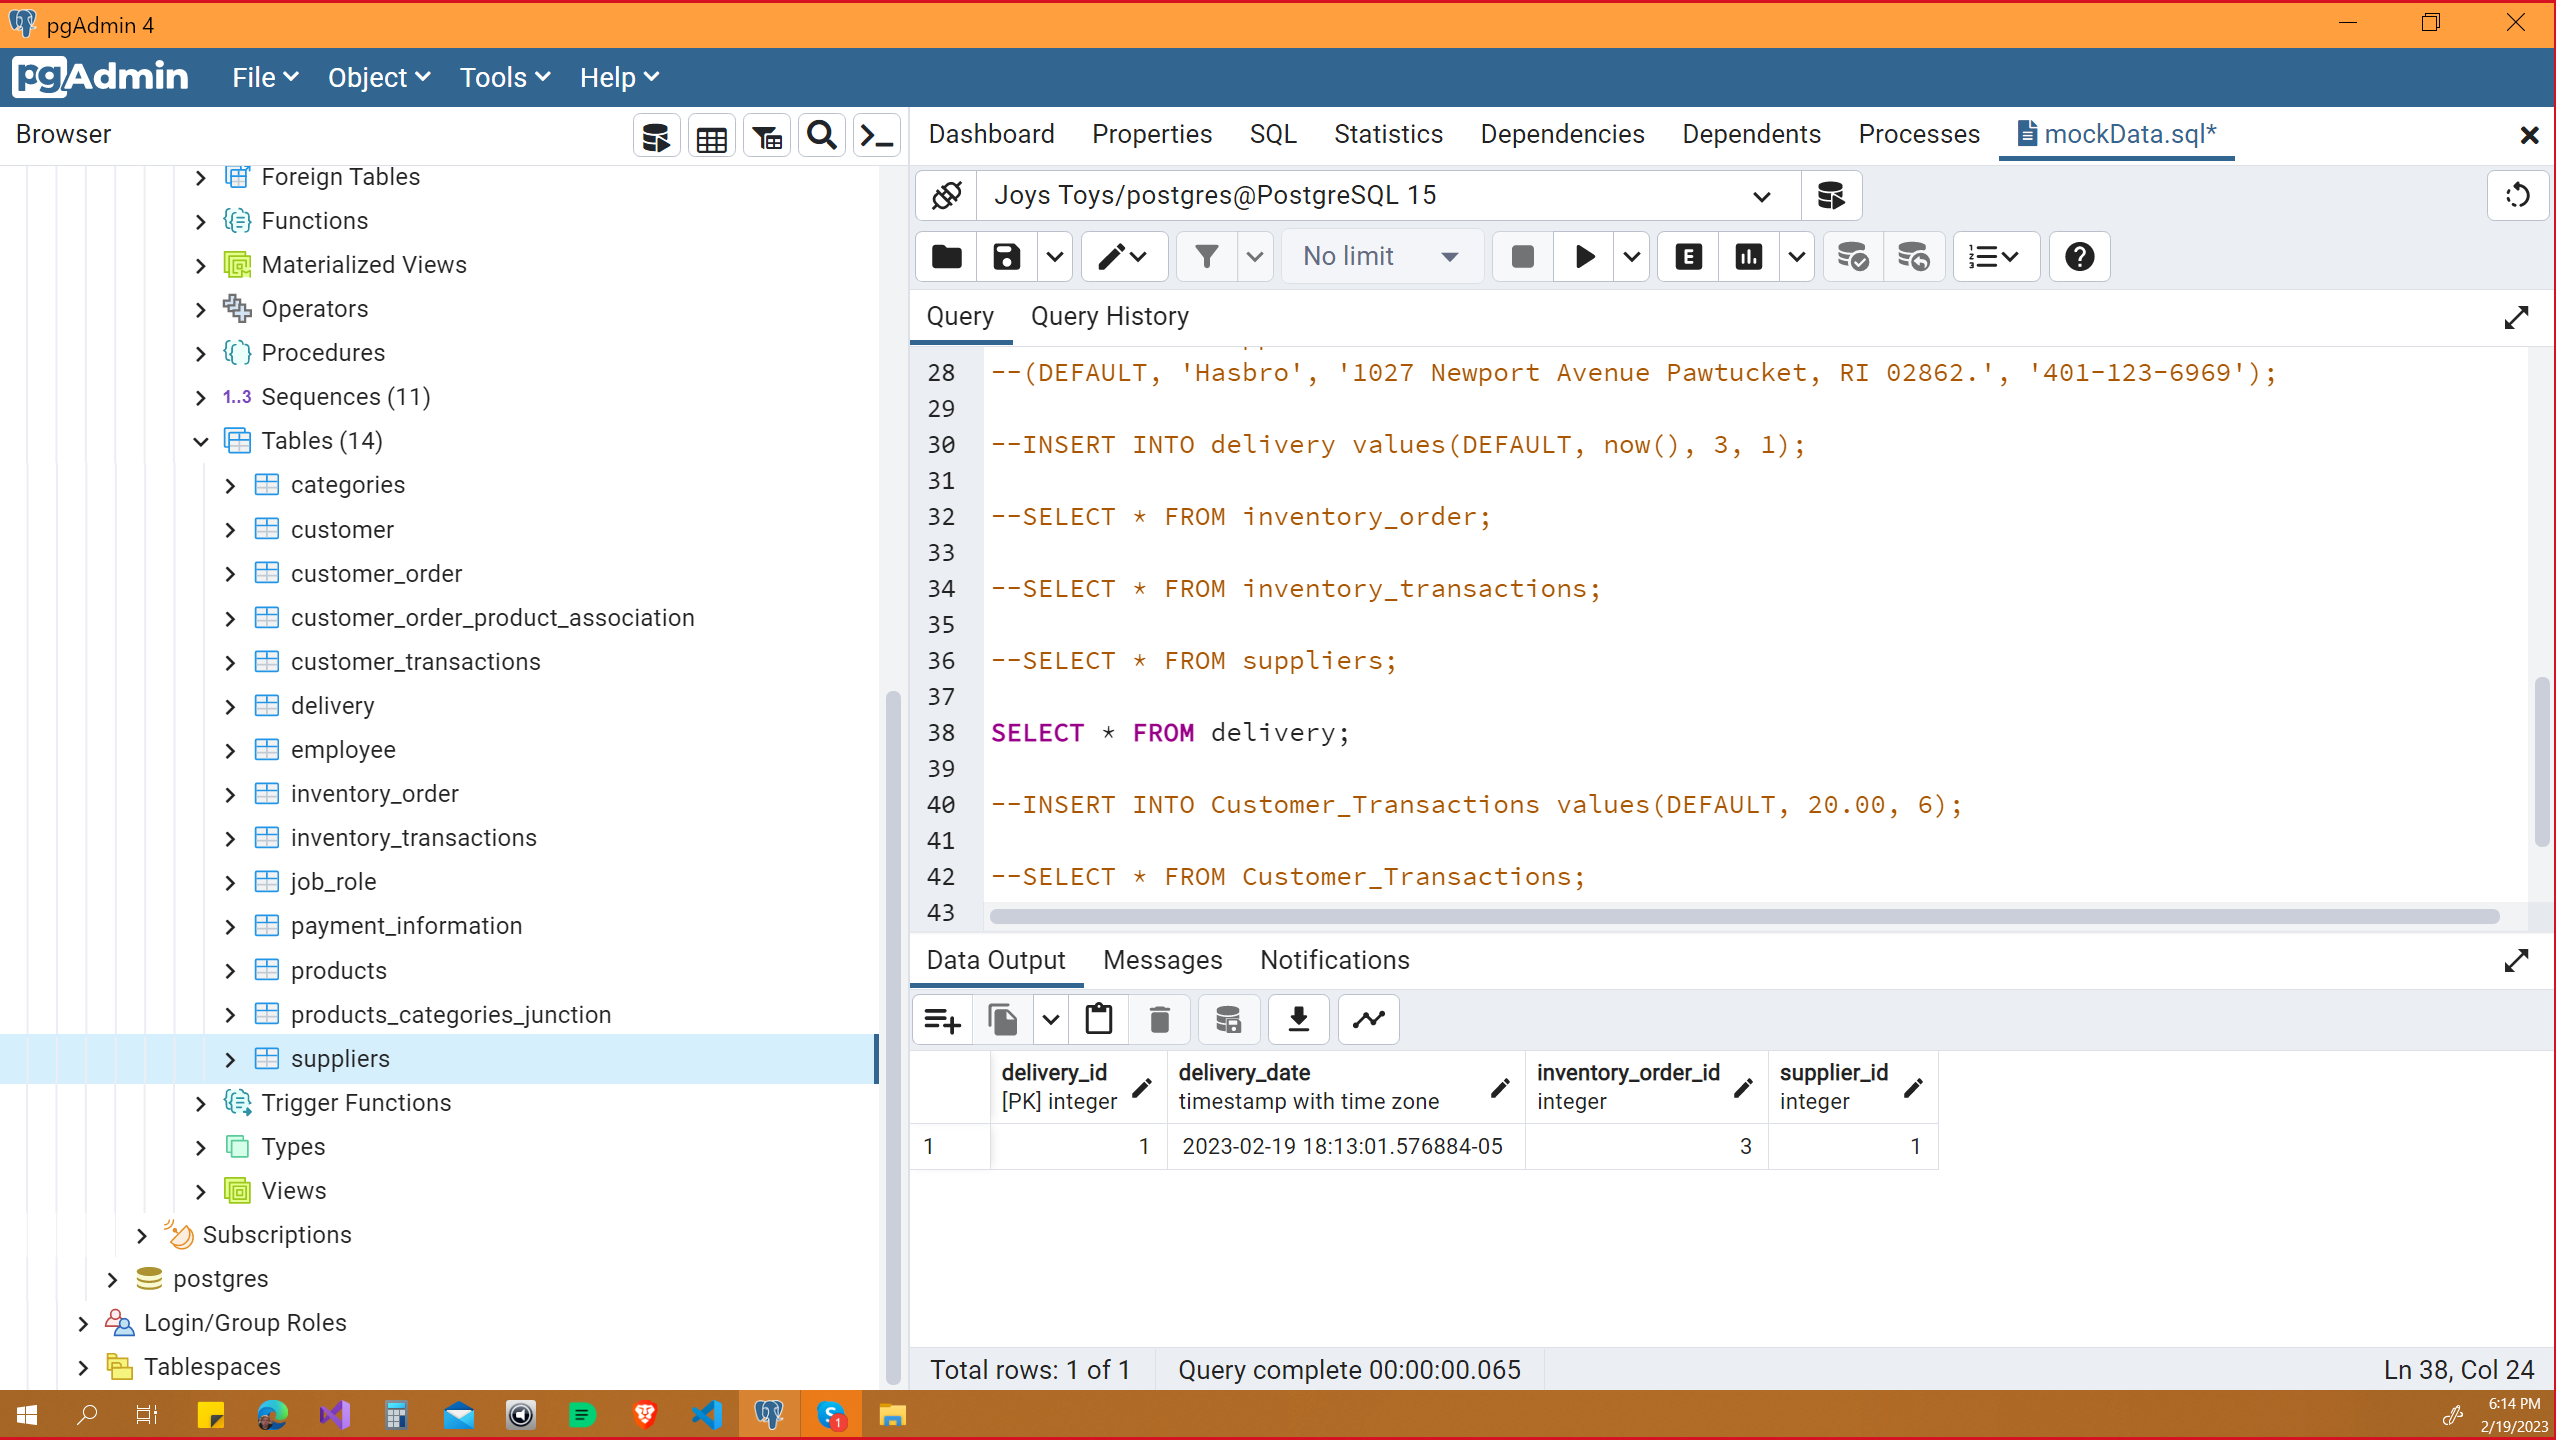 pgAdmin 4
pgAdmin File Object Tools Help
Browser
Dashboard Properties SQL Statistics Dependencies Dependents Processes mockData.sql*
Foreign Tables
Functions
Materialized Views
Operators
Procedures
1..3 Sequences (11)
Tables (14)
categories
customer
customer_order
customer_order_product_association
customer_transactions
delivery
employee
inventory_order
inventory_transactions
job_role
payment_information
products
products_categories_junction
suppliers
Trigger Functions
Types
Views
Subscriptions
postgres
Login/Group Roles
Tablespaces
Joys Toys/postgres@PostgreSQL 15
No limit E
Query Query History
28 --(DEFAULT, 'Hasbro', '1027 Newport Avenue Pawtucket, RI 02862.', '401-123-6969');
29
30 --INSERT INTO delivery values(DEFAULT, now(), 3, 1);
31
32 --SELECT * FROM inventory_order;
33
34 --SELECT * FROM inventory_transactions;
35
36 --SELECT * FROM suppliers;
37
38 SELECT * FROM delivery;
39
40 --INSERT INTO Customer_Transactions values(DEFAULT, 20.00, 6);
41
42 --SELECT * FROM Customer_Transactions;
43
Data Output Messages Notifications
delivery_id delivery_date inventory_order_id supplier_id
[PK] integer timestamp with time zone integer integer
1 1 2023-02-19 18:13:01.576884-05 3 1
Total rows: 1 of 1 Query complete 00:00:00.065 Ln 38, Col 24
6:14 PM
2/19/2023